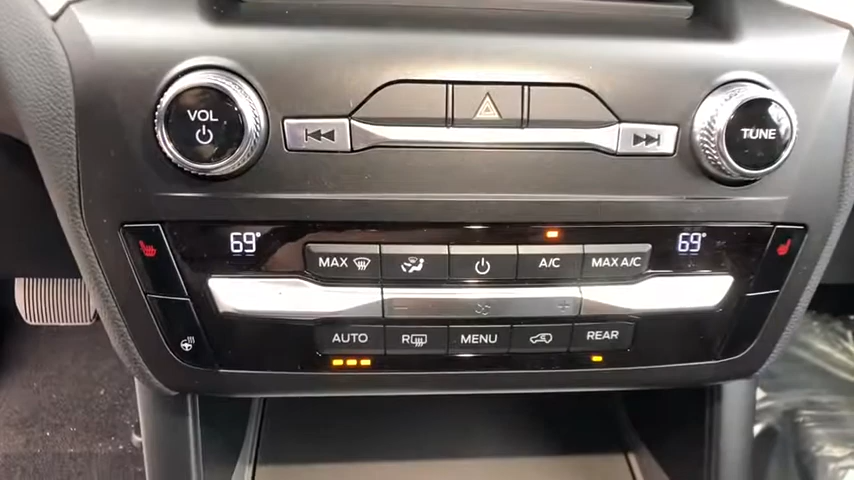 VOL
TUNE
69°
69°
MAX
A/C
MAX A/C
- +
AUTO
R
MENU
REAR